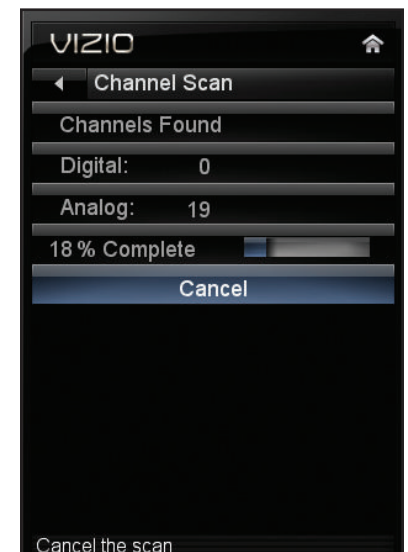 VIZIO
Channel Scan
Channels Found
Digital: 0
Analog: 19
18 % Complete
Cancel
Cancel the scan